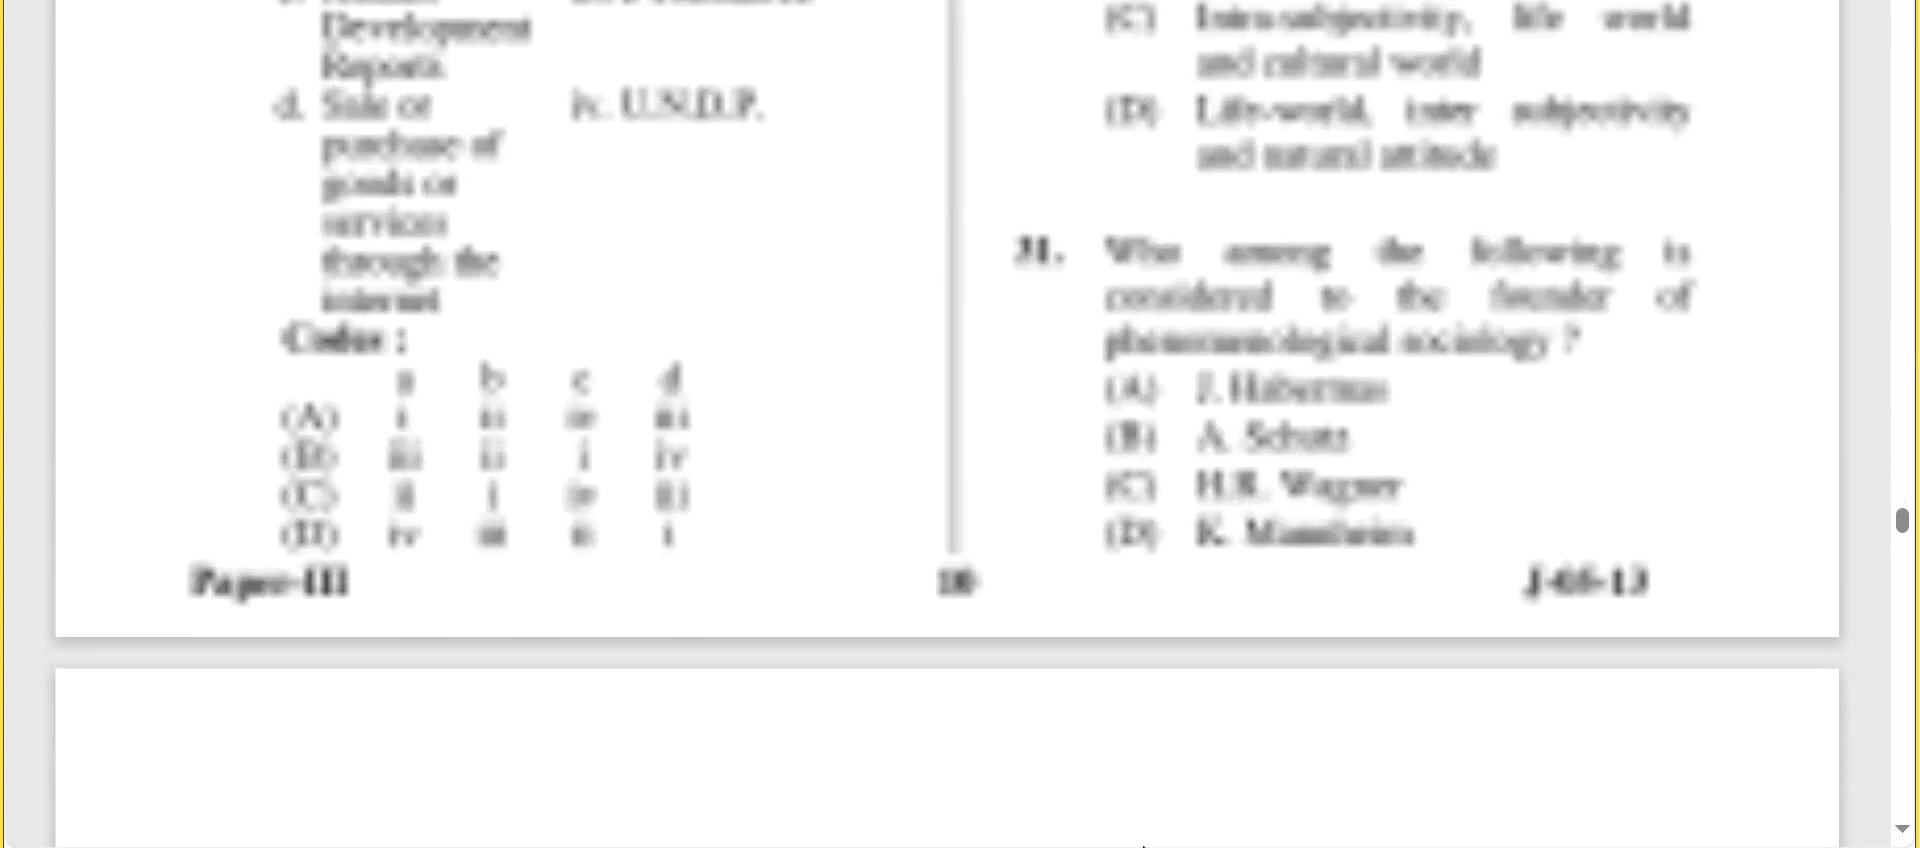 Development
Reports
d. Sale or iv. U.N.D.P.
purchase of
goods or
services
through the
internet
Codes :
a b c d
(A) i ii iv iii
(B) iii ii i iv
(C) ii i iv iii
(D) iv iii ii i
(C) Intra-subjectivity, life world
and cultural world
(D) Life-world, inter subjectivity
and natural attitude
31. Who among the following is
considered to the founder of
phenomenological sociology ?
(A) J. Habermas
(B) A. Schutz
(C) H.R. Wagner
(D) K. Mannheim
Paper-III 10 J-05-13